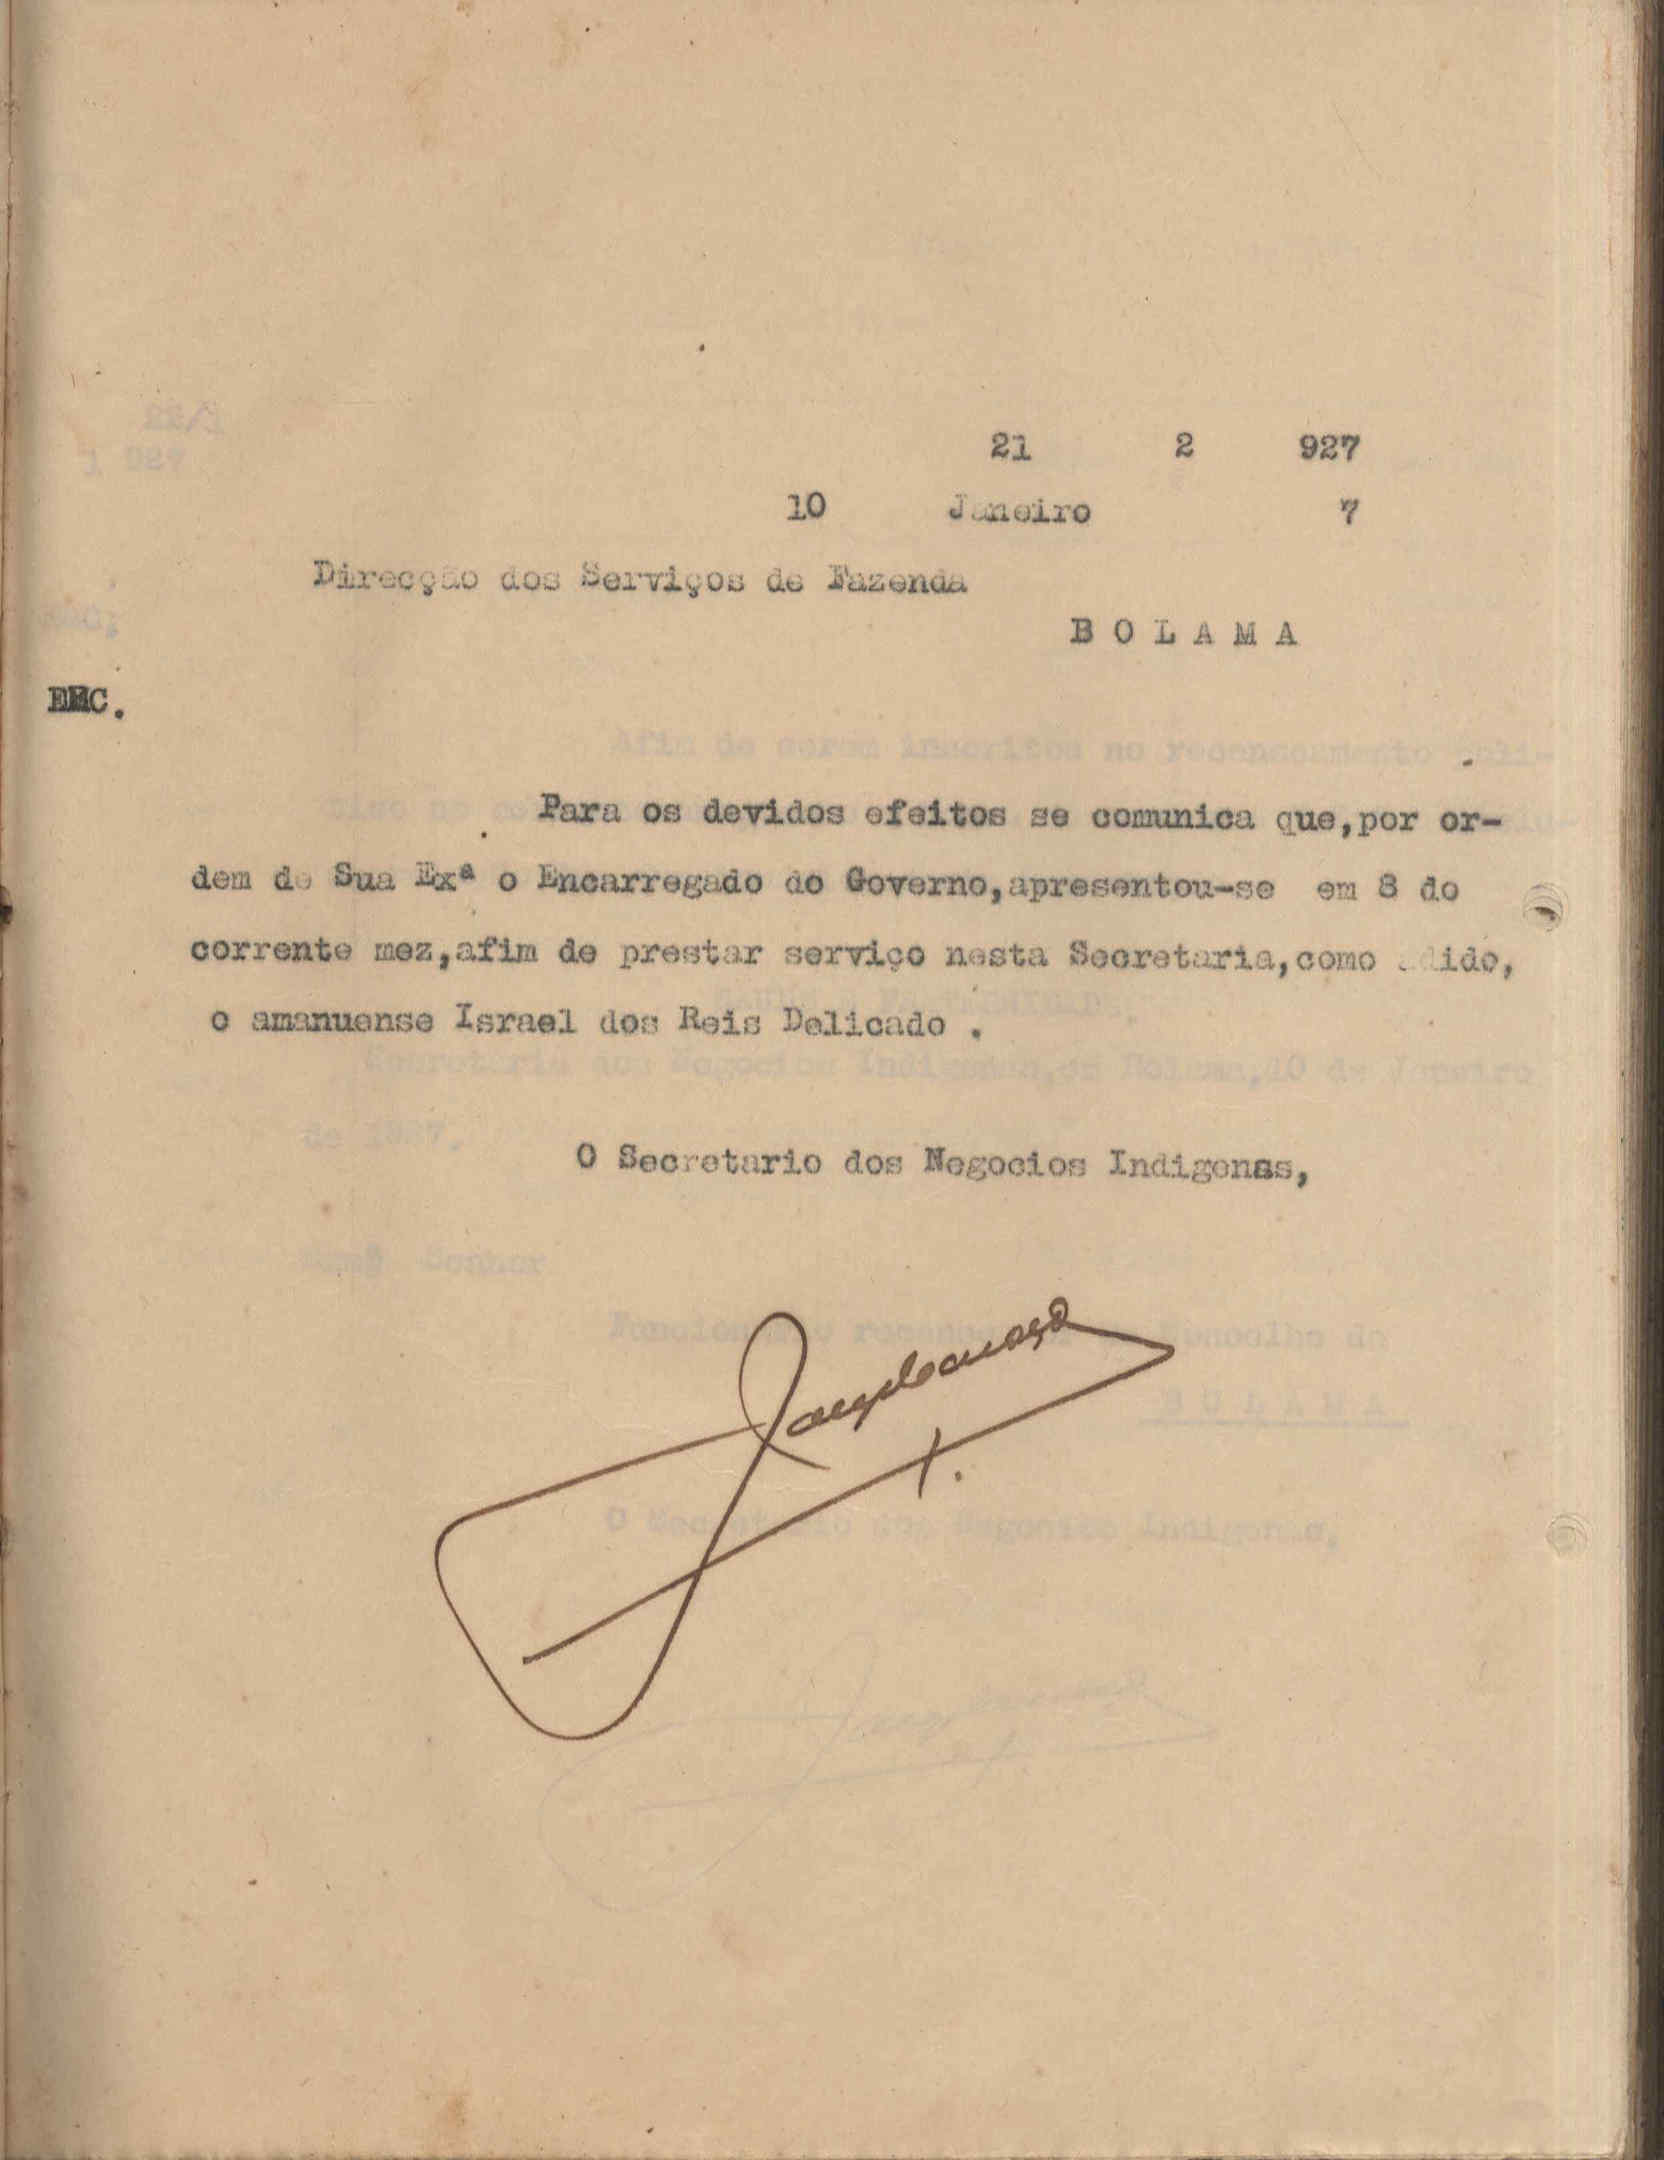 21 2 927
10 Janeiro 7
Direcção dos Serviços de Fazenda
B O L A M A
EMC.
Para os devidos efeitos se comunica que,por or-
dem de Sua Exª o Encarregado do Governo,apresentou-se em 8 do
corrente mez,afim de prestar serviço nesta Secretaria,como adido,
o amanuense Israel dos Reis Delicado .
O Secretario dos Negocios Indigenas,